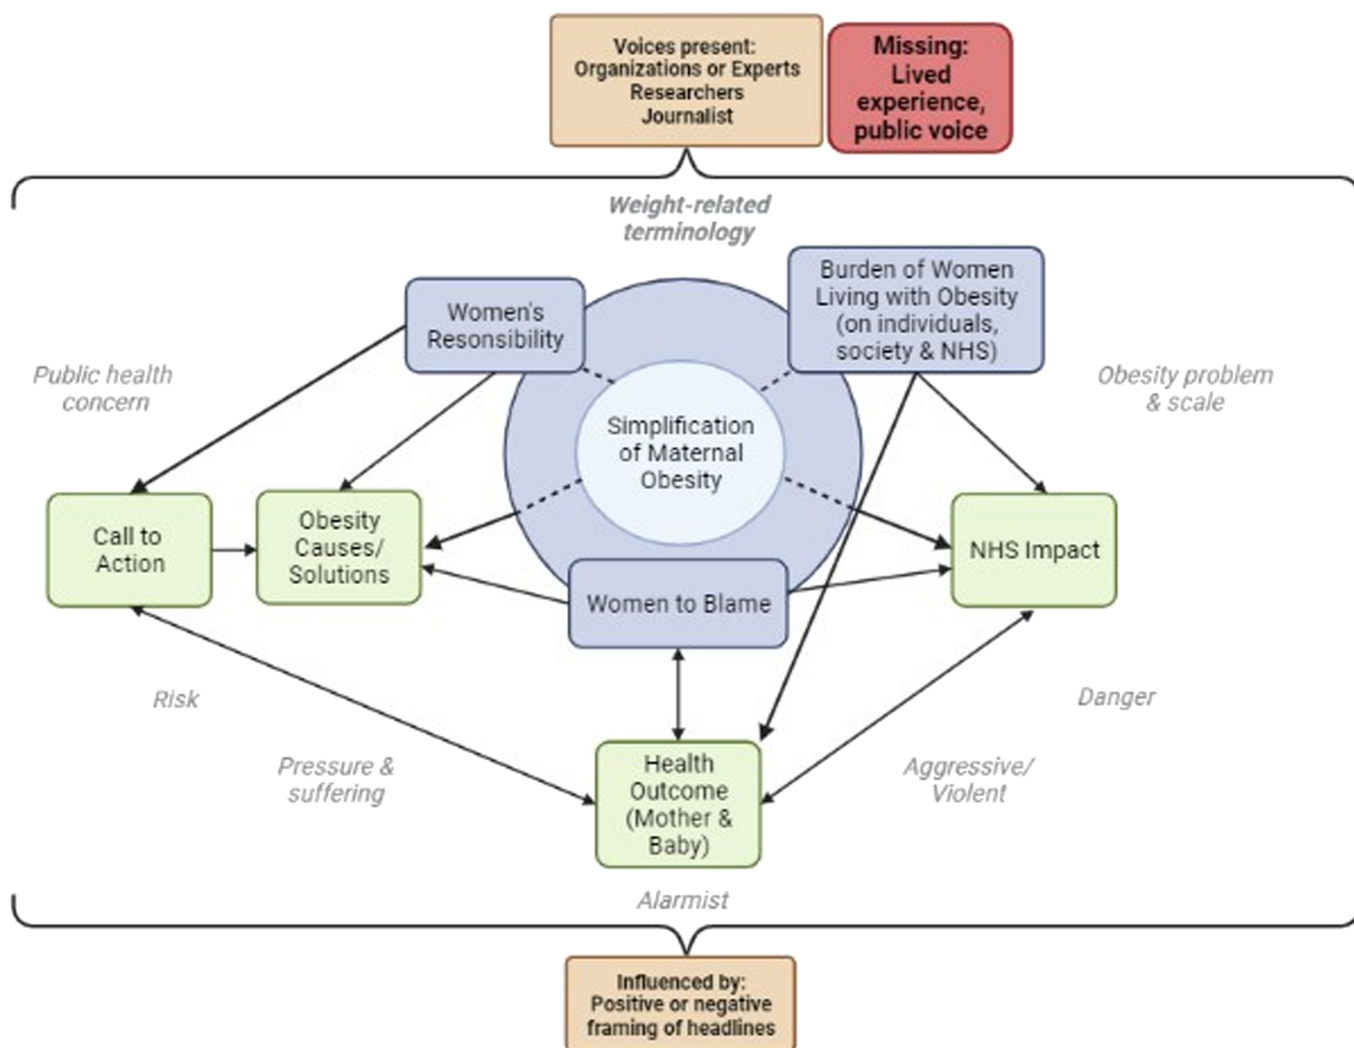 Voices present:
Organizations or Experts
Researchers
Journalist
Missing:
Lived
experience,
public voice
Weight-related
terminology
Women's
Resonsibility
Burden of Women
Living with Obesity
(on individuals,
society & NHS)
Public health
concern
Obesity problem
& scale
Simplification
of Maternal
Obesity
Call to
Action
Obesity
Causes/
Solutions
NHS Impact
Women to Blame
Risk
Danger
Pressure &
suffering
Health
Outcome
(Mother &
Baby)
Aggressive/
Violent
Alarmist
Influenced by:
Positive or negative
framing of headlines